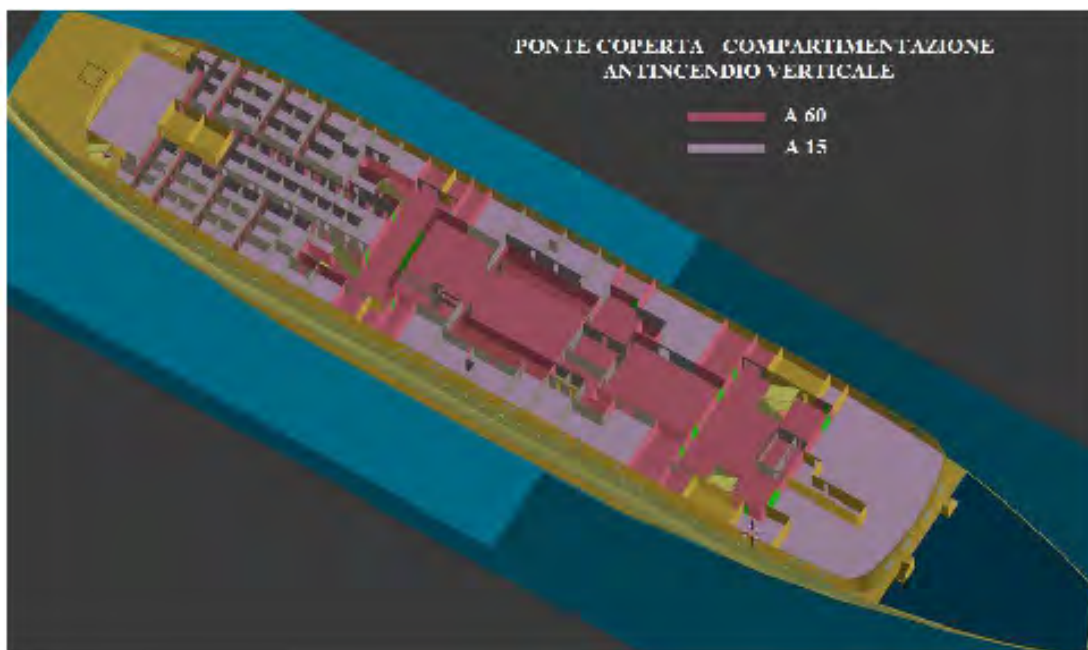 PONTE COPERTA COMPARTIMENTAZIONE
ANTINCENDIO VERTICALE
A 60
A 15